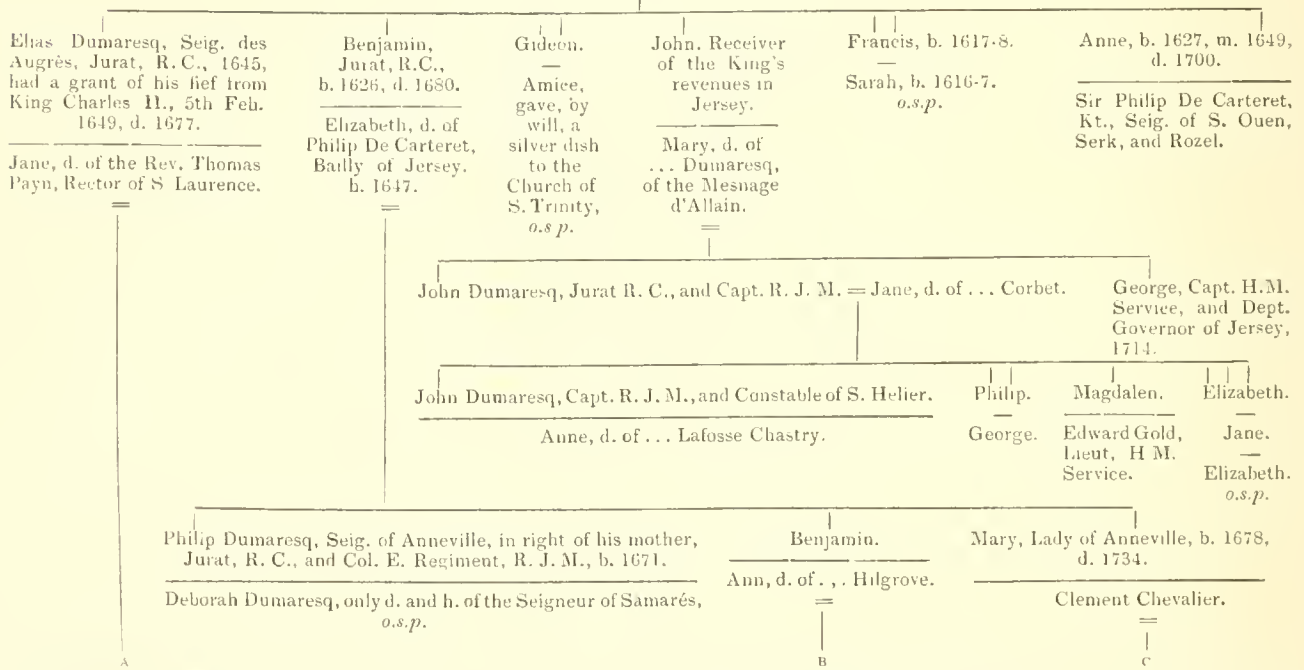 Elias Dumaresq, Seig. des
Augrès, Jurat, R. C., 1645,
had a grant of his fief from
King Charles II., 5th Feb.
1649, d. 1677.
Jane, d. of the Rev. Thomas
Payn, Rector of S Laurence.
=
Benjamin,
Jurat, R.C.,
b. 1626, d. 1680.
Elizabeth, d. of
Philip De Carteret,
Bailly of Jersey.
b. 1647.
=
Gideon.
—
Amice,
gave, by
will, a
silver dish
to the
Church of
S. Trinity,
o.s p.
John. Receiver
of the King's
revenues in
Jersey.
Mary, d. of
... Dumaresq,
of the Mesnage
d'Allain.
=
Francis, b. 1617-8.
—
Sarah, b. 1616-7.
o.s.p.
Anne, b. 1627, m. 1649,
d. 1700.
Sir Philip De Carteret,
Kt., Seig. of S. Ouen,
Serk, and Rozel.
John Dumaresq, Jurat R. C., and Capt. R. J. M. = Jane, d. of ... Corbet.
George, Capt. H.M.
Service, and Dept.
Governor of Jersey,
1714.
John Dumaresq, Capt. R. J. M., and Constable of S. Helier.
Anne, d. of ... Lafosse Chastry.
Philip.
—
George.
Magdalen.
Edward Gold,
Lieut, H M.
Service.
Elizabeth.
—
Jane.
—
Elizabeth.
o.s.p.
Philip Dumaresq, Seig. of Anneville, in right of his mother,
Jurat, R. C., and Col. E. Regiment, R. J. M., b. 1671.
Deborah Dumaresq, only d. and h. of the Seigneur of Samarés,
o.s.p.
Benjamin.
Ann, d. of . , . Hilgrove.
=
Mary, Lady of Anneville, b. 1678,
d. 1734.
Clement Chevalier.
=
A
B
C